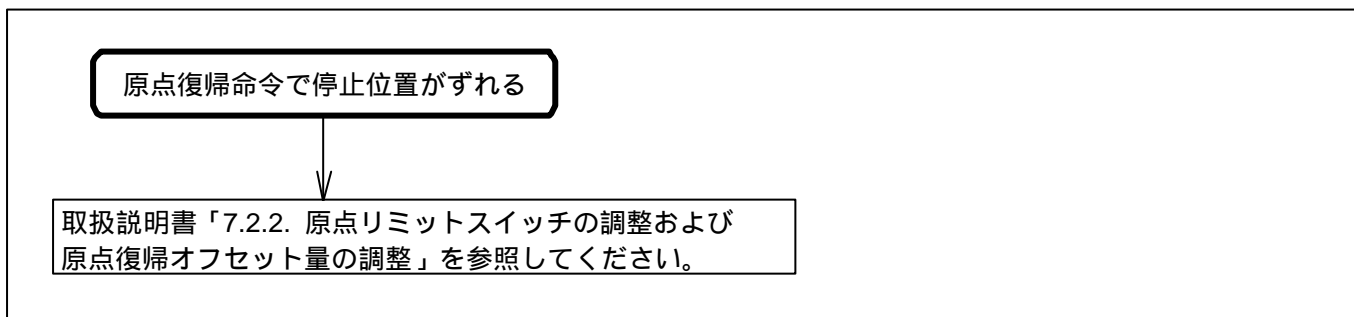 原点復帰命令で停止位置がずれる
取扱説明書「7.2.2. 原点リミットスイッチの調整および
原点復帰オフセット量の調整」を参照してください。